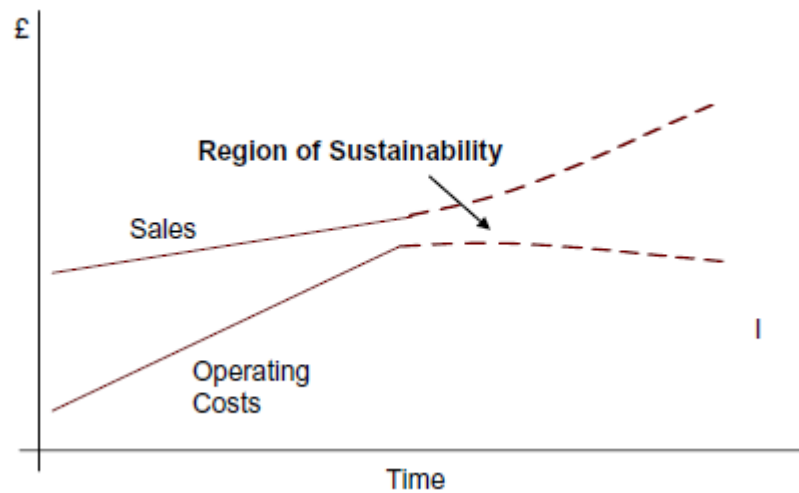 £
Region of Sustainability
Sales
Operating
Costs
I
Time